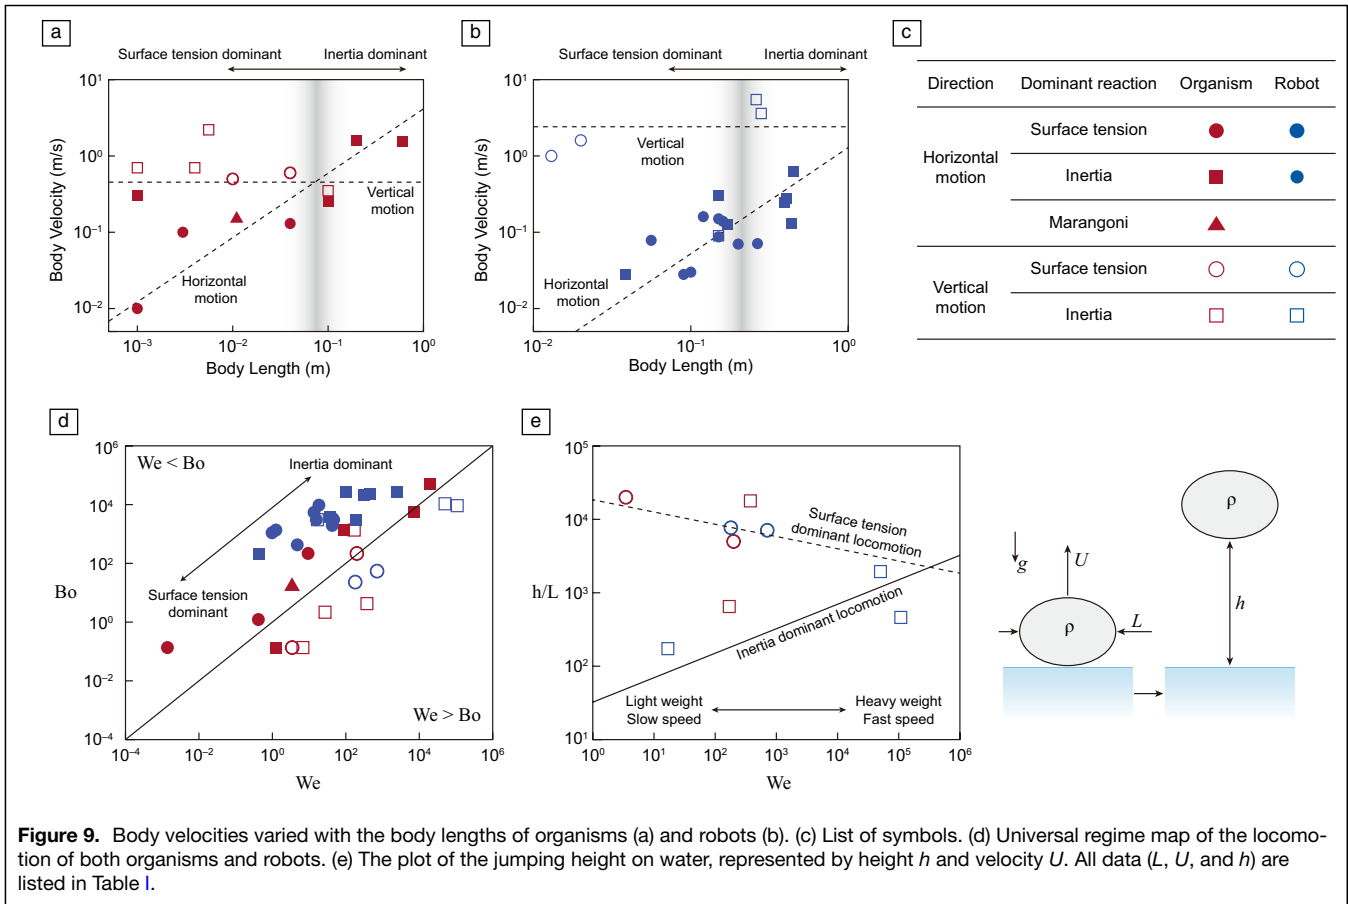 a
Surface tension dominant Inertia dominant
10¹
10⁰
10⁻¹
10⁻²
Body Velocity (m/s)
Vertical
motion
Horizontal
motion
10⁻³ 10⁻² 10⁻¹ 10⁰
Body Length (m)
b
Surface tension dominant Inertia dominant
10¹
10⁰
10⁻¹
10⁻²
Body Velocity (m/s)
Vertical
motion
Horizontal
motion
10⁻² 10⁻¹ 10⁰
Body Length (m)
c
Direction Dominant reaction Organism Robot
Horizontal
motion
Surface tension
Inertia
Marangoni
Vertical
motion
Surface tension
Inertia
d
10⁶
10⁴
10²
10⁰
10⁻²
10⁻⁴
Bo
We < Bo
Inertia dominant
Surface tension
dominant
We > Bo
10⁻⁴ 10⁻² 10⁰ 10² 10⁴ 10⁶
We
e
10⁵
10⁴
10³
10²
10¹
h/L
Surface tension
dominant locomotion
Inertia dominant locomotion
Light weight
Slow speed
Heavy weight
Fast speed
10⁰ 10¹ 10² 10³ 10⁴ 10⁵ 10⁶
We
g
U
ρ
L
ρ
h
Figure 9. Body velocities varied with the body lengths of organisms (a) and robots (b). (c) List of symbols. (d) Universal regime map of the locomo-
tion of both organisms and robots. (e) The plot of the jumping height on water, represented by height h and velocity U. All data (L, U, and h) are
listed in Table I.